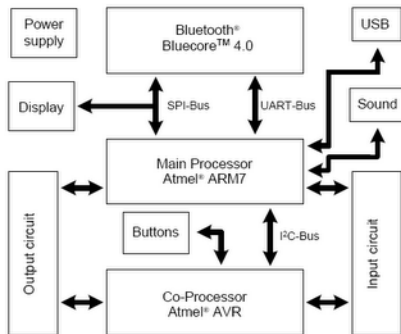 Power
supply
Bluetooth®
Bluecore™ 4.0
USB
Display
SPI-Bus
UART-Bus
Sound
Main Processor
Atmel® ARM7
Output circuit
Buttons
I²C-Bus
Input circuit
Co-Processor
Atmel® AVR